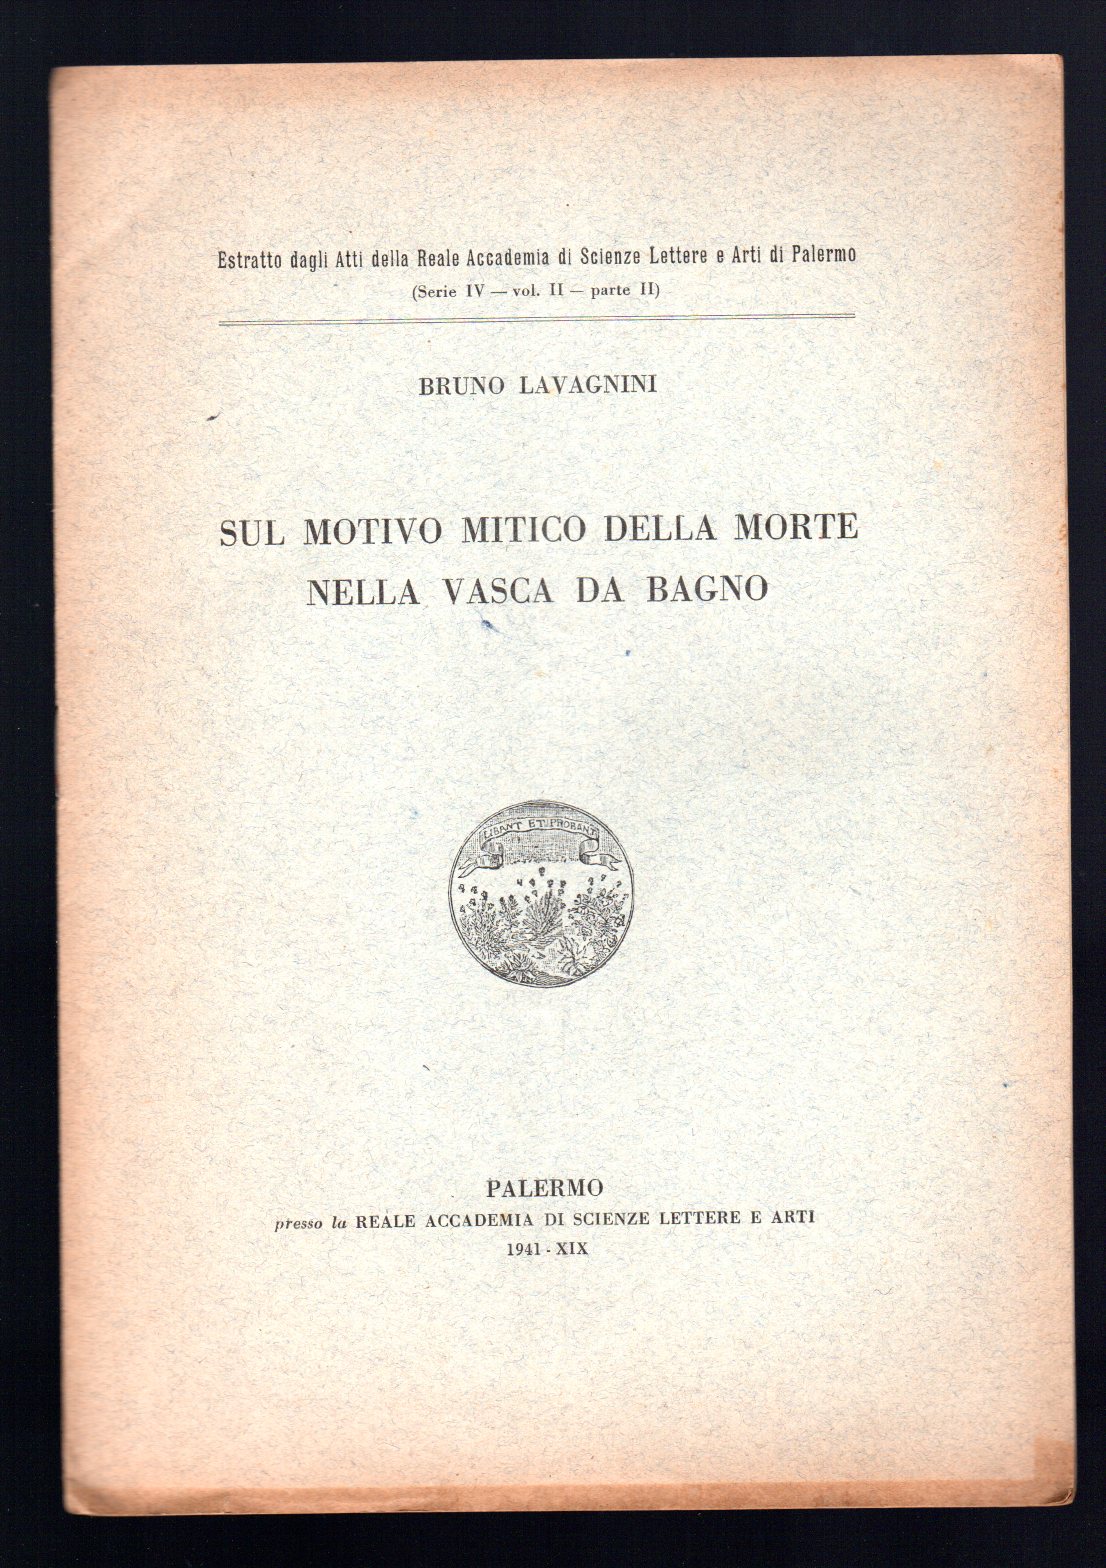 Estratto dagli Atti della Reale Accademia di Scienze Lettere e Arti di Palermo
(Serie IV — vol. II — parte II)
BRUNO LAVAGNINI
SUL MOTIVO MITICO DELLA MORTE
NELLA VASCA DA BAGNO
LIBANT ET PROBANT
PALERMO
presso la REALE ACCADEMIA DI SCIENZE LETTERE E ARTI
1941 - XIX